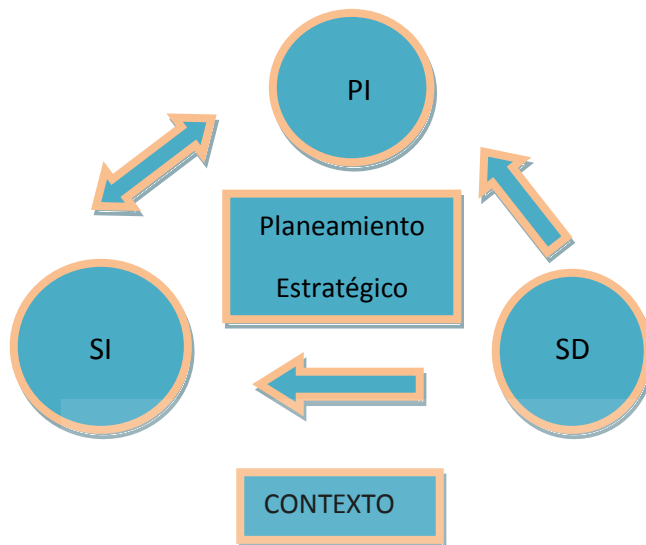 PI
Planeamiento
Estratégico
SI
SD
CONTEXTO